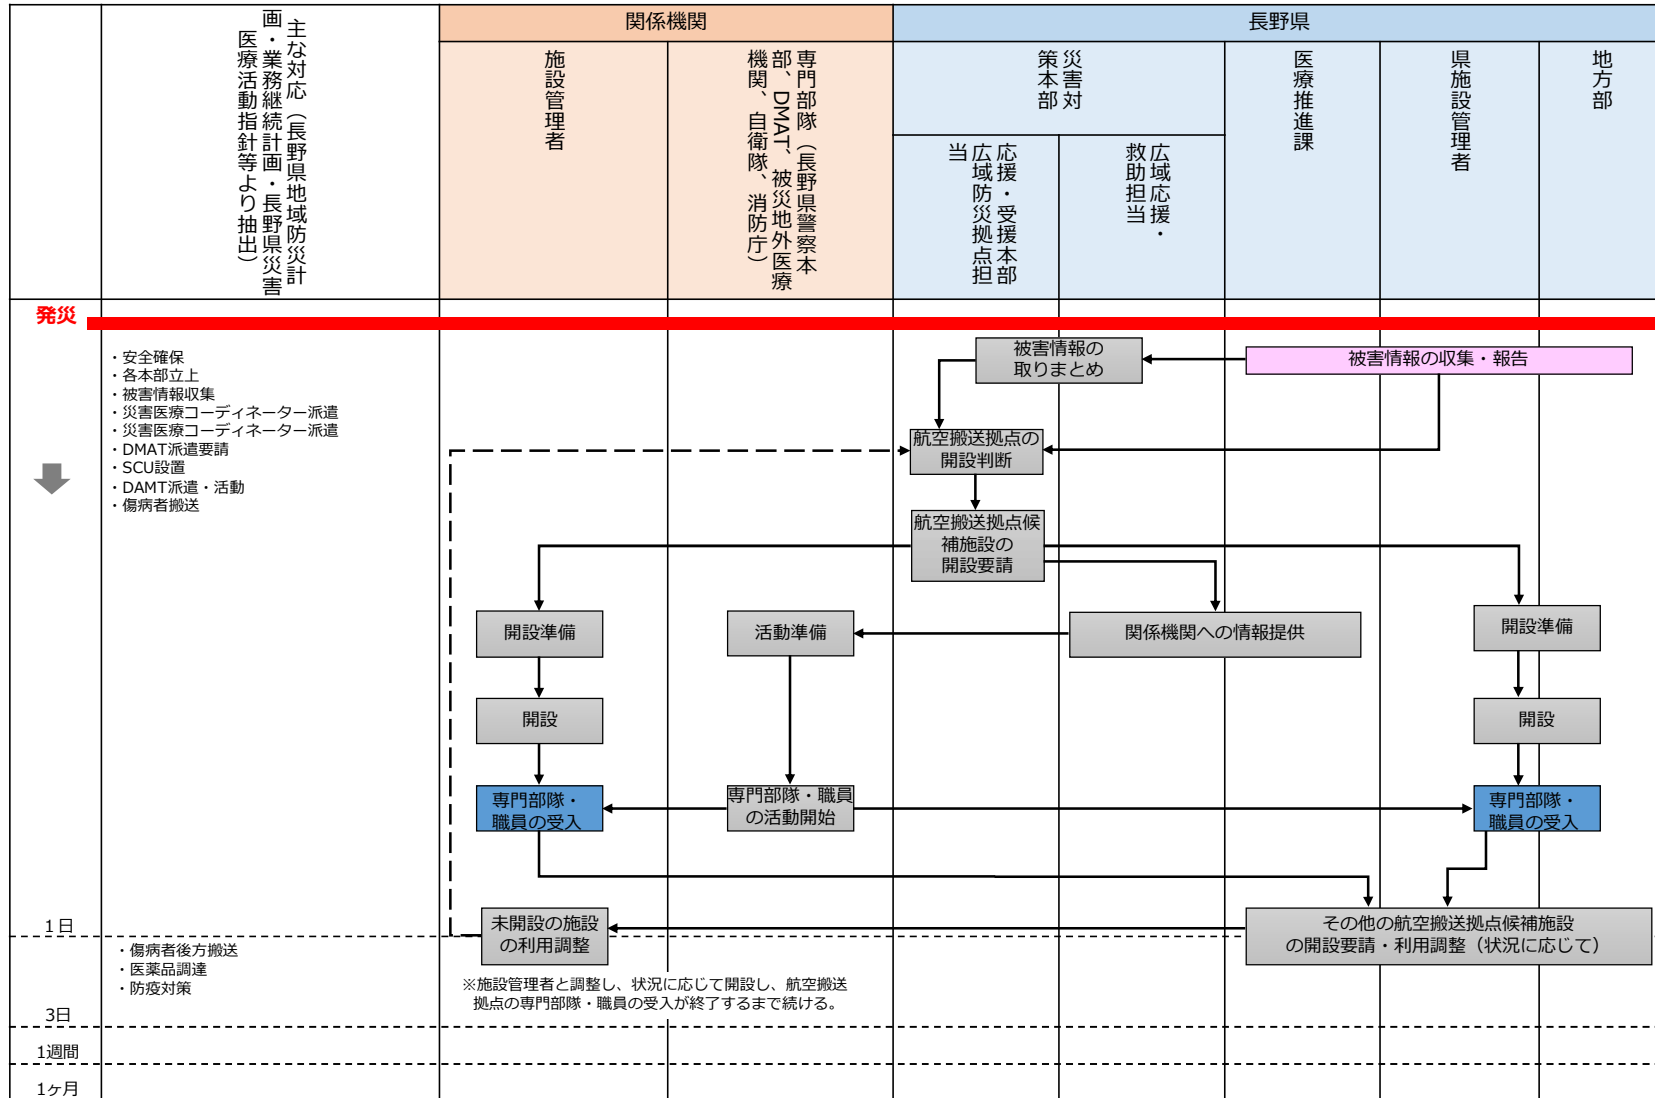 関係機関
長野県
主な対応（長野県地域防災計
画・業務継続計画・長野県災害
医療活動指針等より抽出）
施設管理者
専門部隊（長野県警察本
部、DMAT、被災地外医療
機関、自衛隊、消防庁）
災害対
策本部
医療推進課
県施設管理者
地方部
応援・受援本部
広域防災拠点担
当
広域応援・
救助担当
発災
・安全確保
・各本部立上
・被害情報収集
・災害医療コーディネーター派遣
・災害医療コーディネーター派遣
・DMAT派遣要請
・SCU設置
・DAMT派遣・活動
・傷病者搬送
被害情報の
取りまとめ
被害情報の収集・報告
航空搬送拠点の
開設判断
航空搬送拠点候
補施設の
開設要請
開設準備
活動準備
関係機関への情報提供
開設準備
開設
開設
専門部隊・
職員の受入
専門部隊・職員
の活動開始
専門部隊・
職員の受入
1日
未開設の施設
の利用調整
その他の航空搬送拠点候補施設
の開設要請・利用調整（状況に応じて）
・傷病者後方搬送
・医薬品調達
・防疫対策
※施設管理者と調整し、状況に応じて開設し、航空搬送
拠点の専門部隊・職員の受入が終了するまで続ける。
3日
1週間
1ヶ月